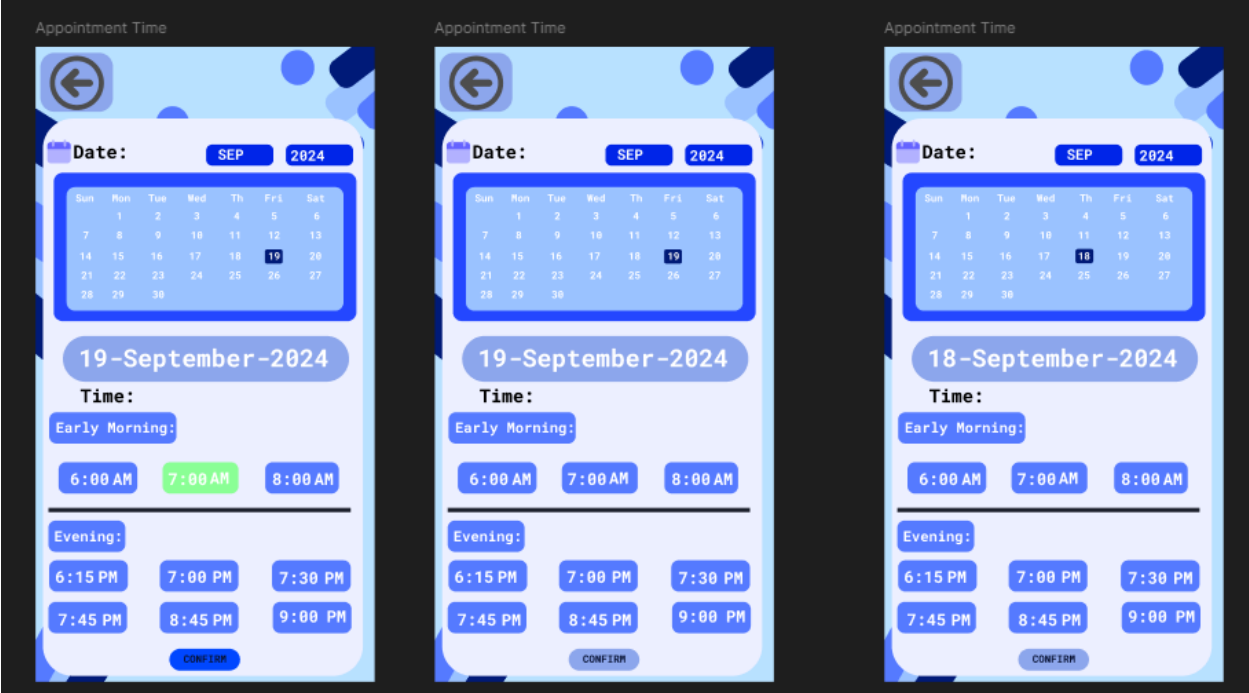 Appointment Time
Date: SEP 2024
Sun Mon Tue Wed Th Fri Sat
1 2 3 4 5 6
7 8 9 10 11 12 13
14 15 16 17 18 19 20
21 22 23 24 25 26 27
28 29 30
19-September-2024
Time:
Early Morning:
6:00 AM 7:00 AM 8:00 AM
Evening:
6:15 PM 7:00 PM 7:30 PM
7:45 PM 8:45 PM 9:00 PM
CONFIRM
Appointment Time
Date: SEP 2024
Sun Mon Tue Wed Th Fri Sat
1 2 3 4 5 6
7 8 9 10 11 12 13
14 15 16 17 18 19 20
21 22 23 24 25 26 27
28 29 30
19-September-2024
Time:
Early Morning:
6:00 AM 7:00 AM 8:00 AM
Evening:
6:15 PM 7:00 PM 7:30 PM
7:45 PM 8:45 PM 9:00 PM
CONFIRM
Appointment Time
Date: SEP 2024
Sun Mon Tue Wed Th Fri Sat
1 2 3 4 5 6
7 8 9 10 11 12 13
14 15 16 17 18 19 20
21 22 23 24 25 26 27
28 29 30
18-September-2024
Time:
Early Morning:
6:00 AM 7:00 AM 8:00 AM
Evening:
6:15 PM 7:00 PM 7:30 PM
7:45 PM 8:45 PM 9:00 PM
CONFIRM